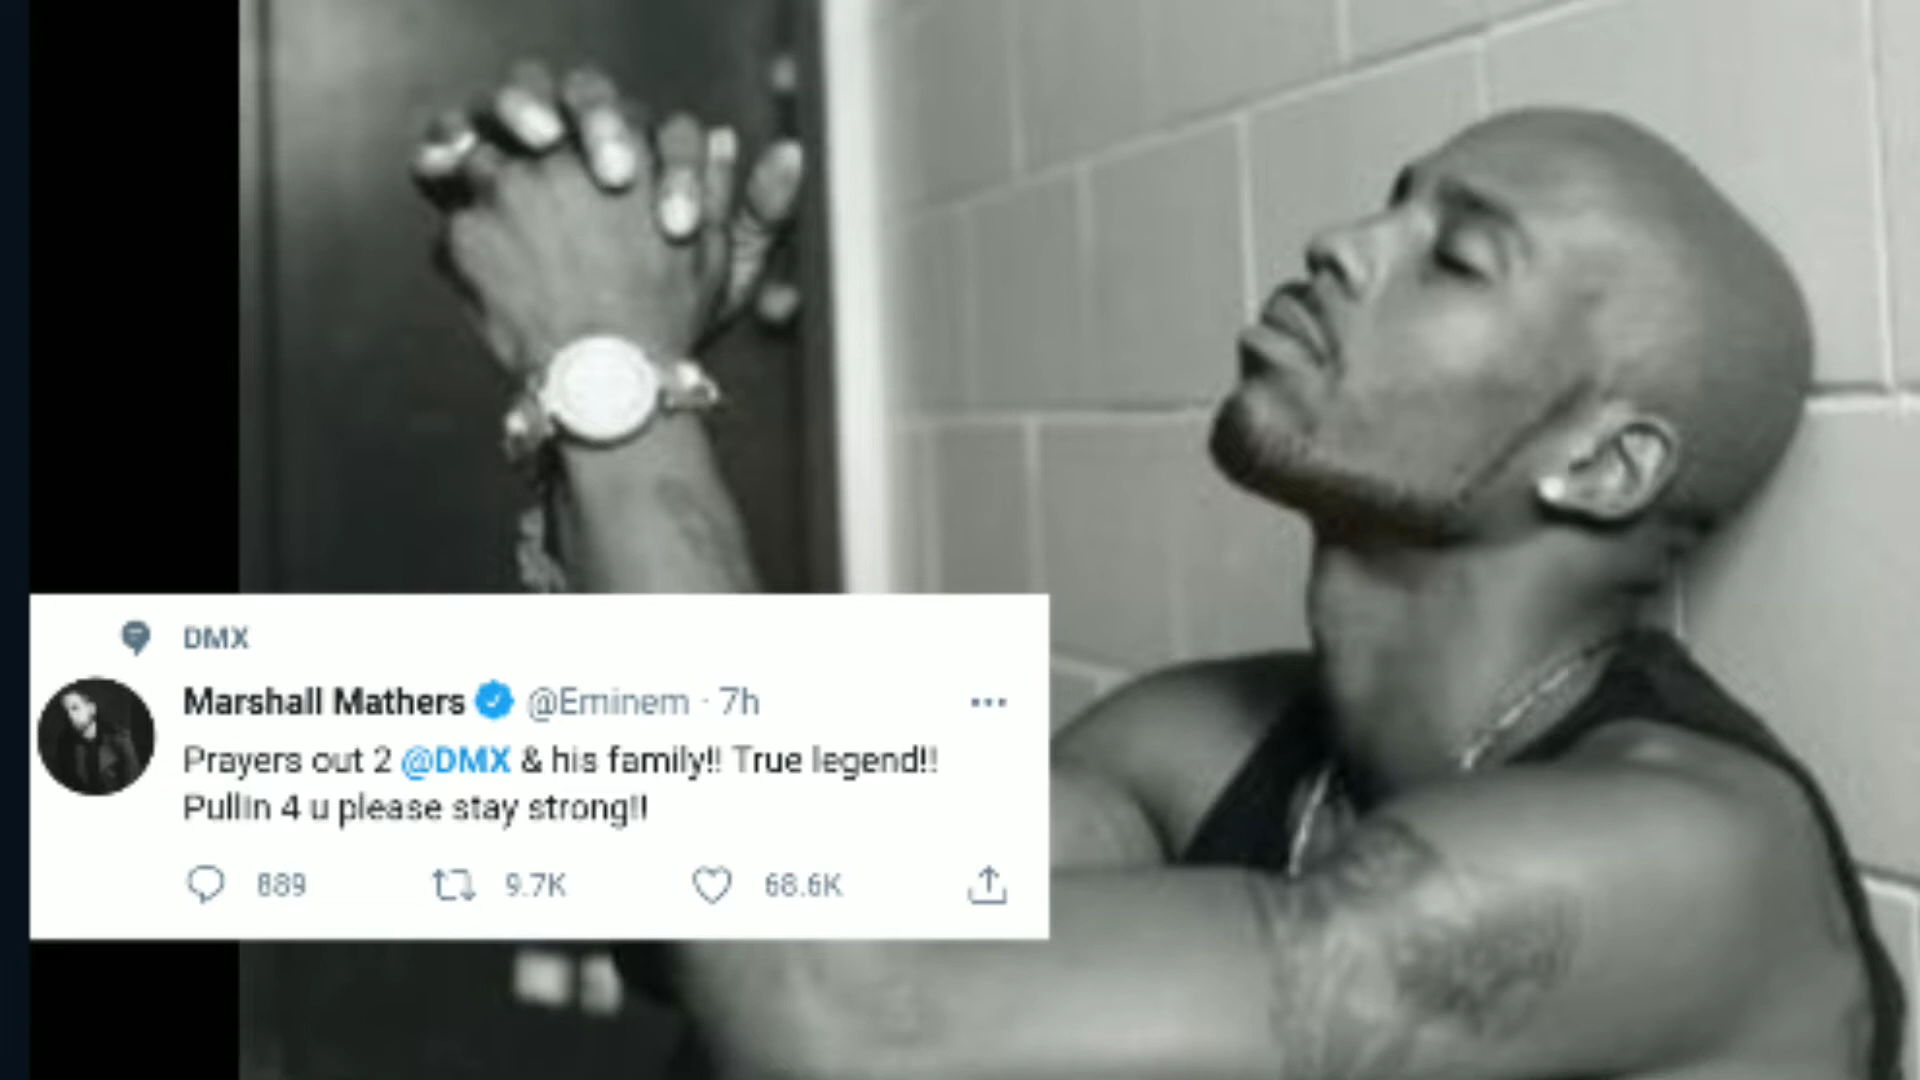 DMX
Marshall Mathers @Eminem · 7h
Prayers out 2 @DMX & his family!! True legend!!
PullIn 4 u please stay strong!!
889 9.7K 68.6K